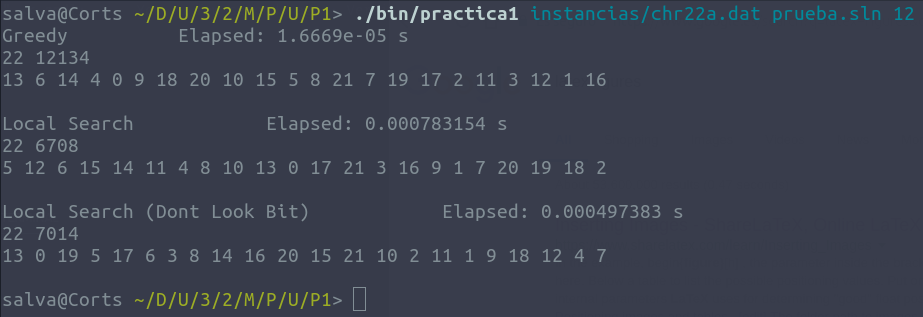 salva@Corts ~/D/U/3/2/M/P/U/P1> ./bin/practica1 instancias/chr22a.dat prueba.sln 12
Greedy          Elapsed: 1.6669e-05 s
22 12134
13 6 14 4 0 9 18 20 10 15 5 8 21 7 19 17 2 11 3 12 1 16
Local Search            Elapsed: 0.000783154 s
22 6708
5 12 6 15 14 11 4 8 10 13 0 17 21 3 16 9 1 7 20 19 18 2
Local Search (Dont Look Bit)            Elapsed: 0.000497383 s
22 7014
13 0 19 5 17 6 3 8 14 16 20 15 21 10 2 11 1 9 18 12 4 7
salva@Corts ~/D/U/3/2/M/P/U/P1>